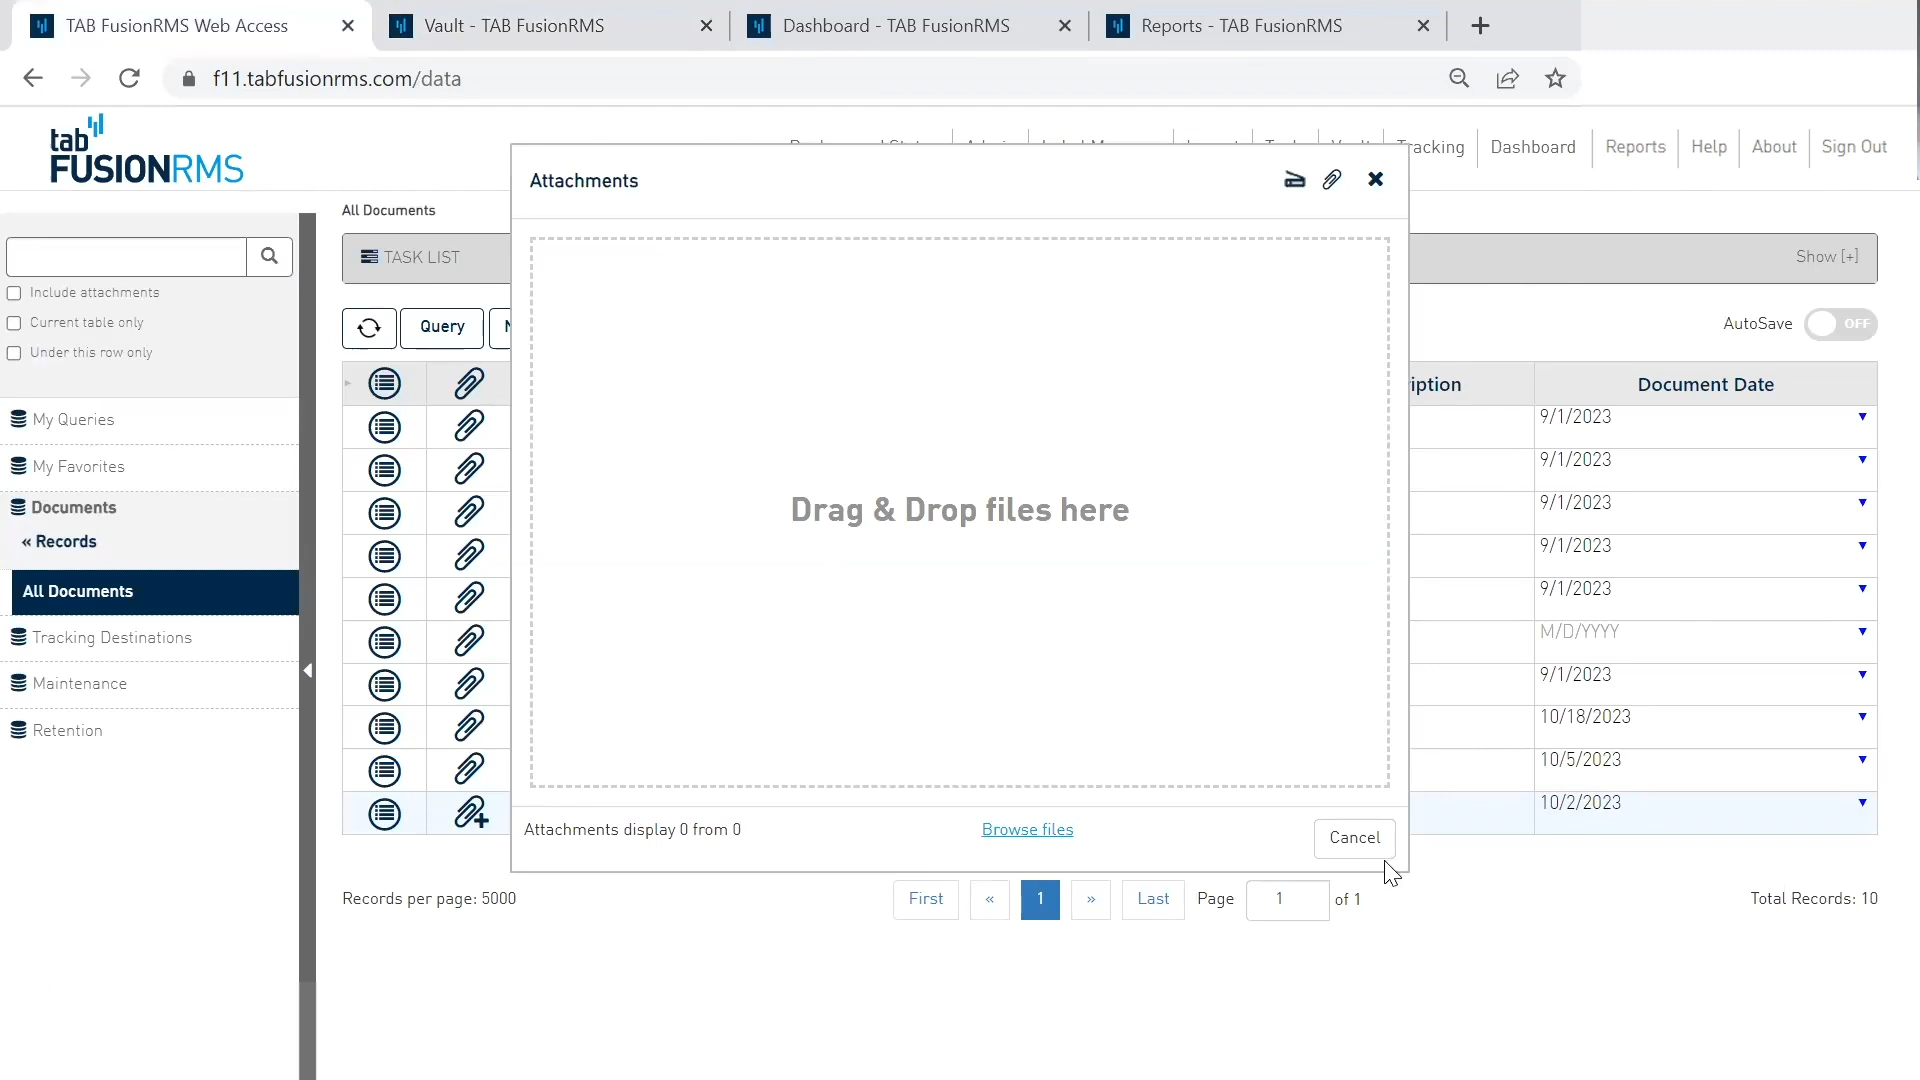 TAB FusionRMS Web Access
Vault - TAB FusionRMS
Dashboard - TAB FusionRMS
Reports - TAB FusionRMS
f11.tabfusionrms.com/data
tab
FUSIONRMS
Tracking
Dashboard
Reports
Help
About
Sign Out
Include attachments
Current table only
Under this row only
My Queries
My Favorites
Documents
« Records
All Documents
Tracking Destinations
Maintenance
Retention
All Documents
TASK LIST
Show [+]
Query
AutoSave
OFF
Attachments
Drag & Drop files here
Attachments display 0 from 0
Browse files
Cancel
Document Date
9/1/2023
9/1/2023
9/1/2023
9/1/2023
9/1/2023
M/D/YYYY
9/1/2023
10/18/2023
10/5/2023
10/2/2023
Records per page: 5000
First
«
1
»
Last
Page
1
of 1
Total Records: 10